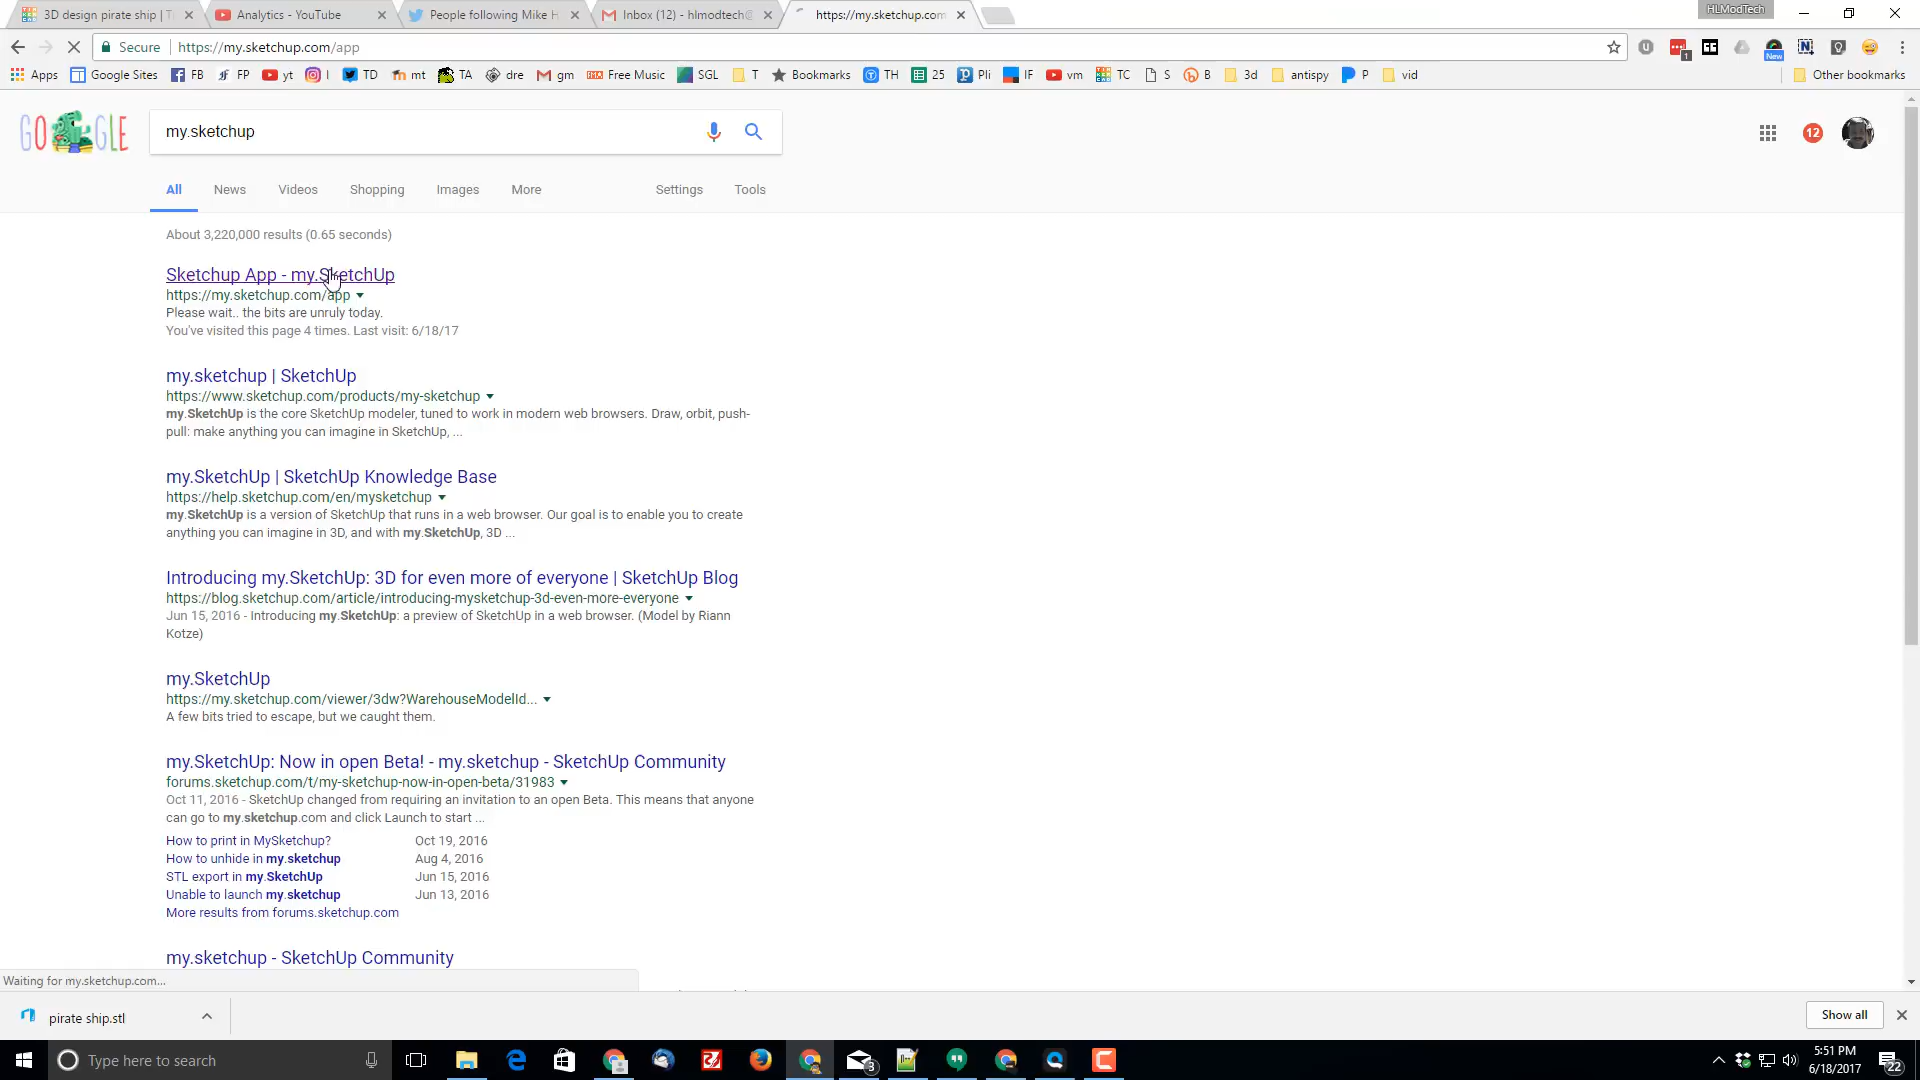 3D design pirate ship | T
Analytics - YouTube
People following Mike H
Inbox (12) - hlmodtech@
https://my.sketchup.com
HLModTech
Secure
https://my.sketchup.com/app
Apps
Google Sites
FB
FP
yt
I
TD
mt
TA
dre
gm
Free Music
SGL
T
Bookmarks
TH
25
Pli
IF
vm
TC
S
B
3d
antispy
P
vid
Other bookmarks
1
New
GO GLE
my.sketchup
12
All
News
Videos
Shopping
Images
More
Settings
Tools
About 3,220,000 results (0.65 seconds)
Sketchup App - my.SketchUp
https://my.sketchup.com/app
Please wait.. the bits are unruly today.
You've visited this page 4 times. Last visit: 6/18/17
my.sketchup | SketchUp
https://www.sketchup.com/products/my-sketchup
my.SketchUp is the core SketchUp modeler, tuned to work in modern web browsers. Draw, orbit, push-
pull: make anything you can imagine in SketchUp, ...
my.SketchUp | SketchUp Knowledge Base
https://help.sketchup.com/en/mysketchup
my.SketchUp is a version of SketchUp that runs in a web browser. Our goal is to enable you to create
anything you can imagine in 3D, and with my.SketchUp, 3D ...
Introducing my.SketchUp: 3D for even more of everyone | SketchUp Blog
https://blog.sketchup.com/article/introducing-mysketchup-3d-even-more-everyone
Jun 15, 2016 - Introducing my.SketchUp: a preview of SketchUp in a web browser. (Model by Riann
Kotze)
my.SketchUp
https://my.sketchup.com/viewer/3dw?WarehouseModelId...
A few bits tried to escape, but we caught them.
my.SketchUp: Now in open Beta! - my.sketchup - SketchUp Community
forums.sketchup.com/t/my-sketchup-now-in-open-beta/31983
Oct 11, 2016 - SketchUp changed from requiring an invitation to an open Beta. This means that anyone
can go to my.sketchup.com and click Launch to start ...
How to print in MySketchup? Oct 19, 2016
How to unhide in my.sketchup Aug 4, 2016
STL export in my.SketchUp Jun 15, 2016
Unable to launch my.sketchup Jun 13, 2016
More results from forums.sketchup.com
my.sketchup - SketchUp Community
Waiting for my.sketchup.com...
pirate ship.stl
Show all
Type here to search
3
5:51 PM
6/18/2017
22